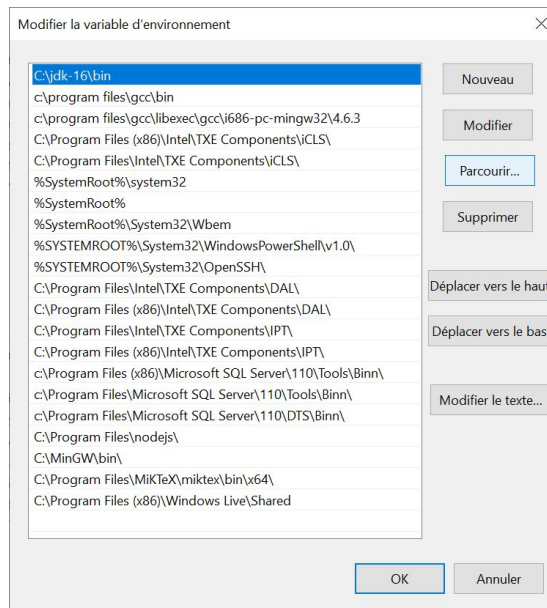 Modifier la variable d'environnement
C:\jdk-16\bin
c:\program files\gcc\bin
c:\program files\gcc\libexec\gcc\i686-pc-mingw32\4.6.3
C:\Program Files (x86)\Intel\TXE Components\iCLS\
C:\Program Files\Intel\TXE Components\iCLS\
%SystemRoot%\system32
%SystemRoot%
%SystemRoot%\System32\Wbem
%SYSTEMROOT%\System32\WindowsPowerShell\v1.0\
%SYSTEMROOT%\System32\OpenSSH\
C:\Program Files\Intel\TXE Components\DAL\
C:\Program Files (x86)\Intel\TXE Components\DAL\
C:\Program Files\Intel\TXE Components\IPT\
C:\Program Files (x86)\Intel\TXE Components\IPT\
c:\Program Files (x86)\Microsoft SQL Server\110\Tools\Binn\
c:\Program Files\Microsoft SQL Server\110\Tools\Binn\
c:\Program Files\Microsoft SQL Server\110\DTS\Binn\
C:\Program Files\nodejs\
C:\MinGW\bin\
C:\Program Files\MiKTeX\miktex\bin\x64\
C:\Program Files (x86)\Windows Live\Shared
Nouveau
Modifier
Parcourir...
Supprimer
Déplacer vers le haut
Déplacer vers le bas
Modifier le texte...
OK
Annuler